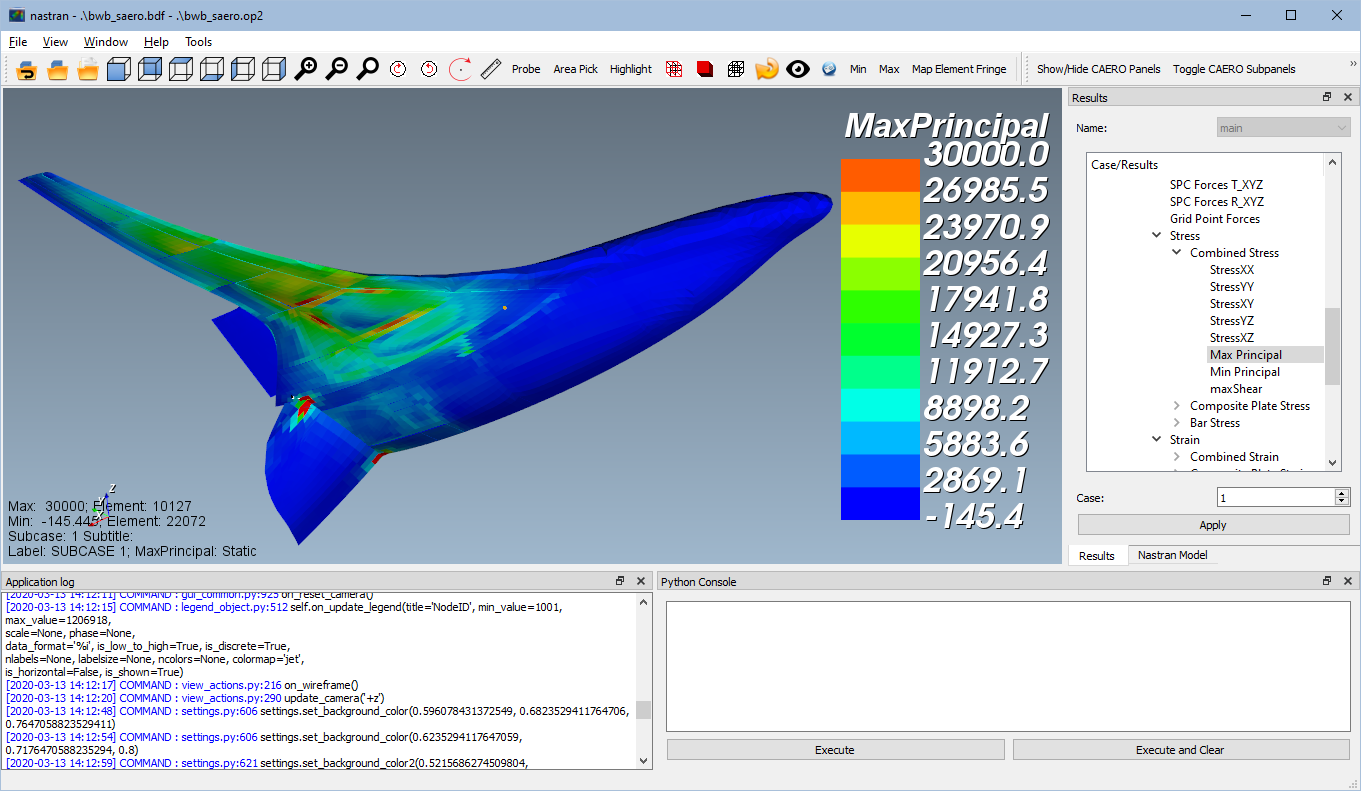 nastran - .\bwb_saero.bdf - .\bwb_saero.op2
File View Window Help Tools
Probe Area Pick Highlight Min Max Map Element Fringe Show/Hide CAERO Panels Toggle CAERO Subpanels »
MaxPrincipal
30000.0
26985.5
23970.9
20956.4
17941.8
14927.3
11912.7
8898.2
5883.6
2869.1
-145.4
z
Max: 30000; Element: 10127
Min: -145.445; Element: 22072
Subcase: 1 Subtitle:
Label: SUBCASE 1; MaxPrincipal: Static
Results
Name: main
Case/Results
SPC Forces T_XYZ
SPC Forces R_XYZ
Grid Point Forces
Stress
Combined Stress
StressXX
StressYY
StressXY
StressYZ
StressXZ
Max Principal
Min Principal
maxShear
Composite Plate Stress
Bar Stress
Strain
Combined Strain
Composite Plate Strain
Case: 1
Apply
Results Nastran Model
Application log
[2020-03-13 14:12:11] COMMAND : gui_common.py:925 on_reset_camera()
[2020-03-13 14:12:15] COMMAND : legend_object.py:512 self.on_update_legend(title='NodeID', min_value=1001,
max_value=1206918,
scale=None, phase=None,
data_format='%i', is_low_to_high=True, is_discrete=True,
nlabels=None, labelsize=None, ncolors=None, colormap='jet',
is_horizontal=False, is_shown=True)
[2020-03-13 14:12:17] COMMAND : view_actions.py:216 on_wireframe()
[2020-03-13 14:12:20] COMMAND : view_actions.py:290 update_camera('+z')
[2020-03-13 14:12:48] COMMAND : settings.py:606 settings.set_background_color(0.596078431372549, 0.6823529411764706,
0.7647058823529411)
[2020-03-13 14:12:54] COMMAND : settings.py:606 settings.set_background_color(0.6235294117647059,
0.7176470588235294, 0.8)
[2020-03-13 14:12:59] COMMAND : settings.py:621 settings.set_background_color2(0.5215686274509804,
Python Console
Execute Execute and Clear